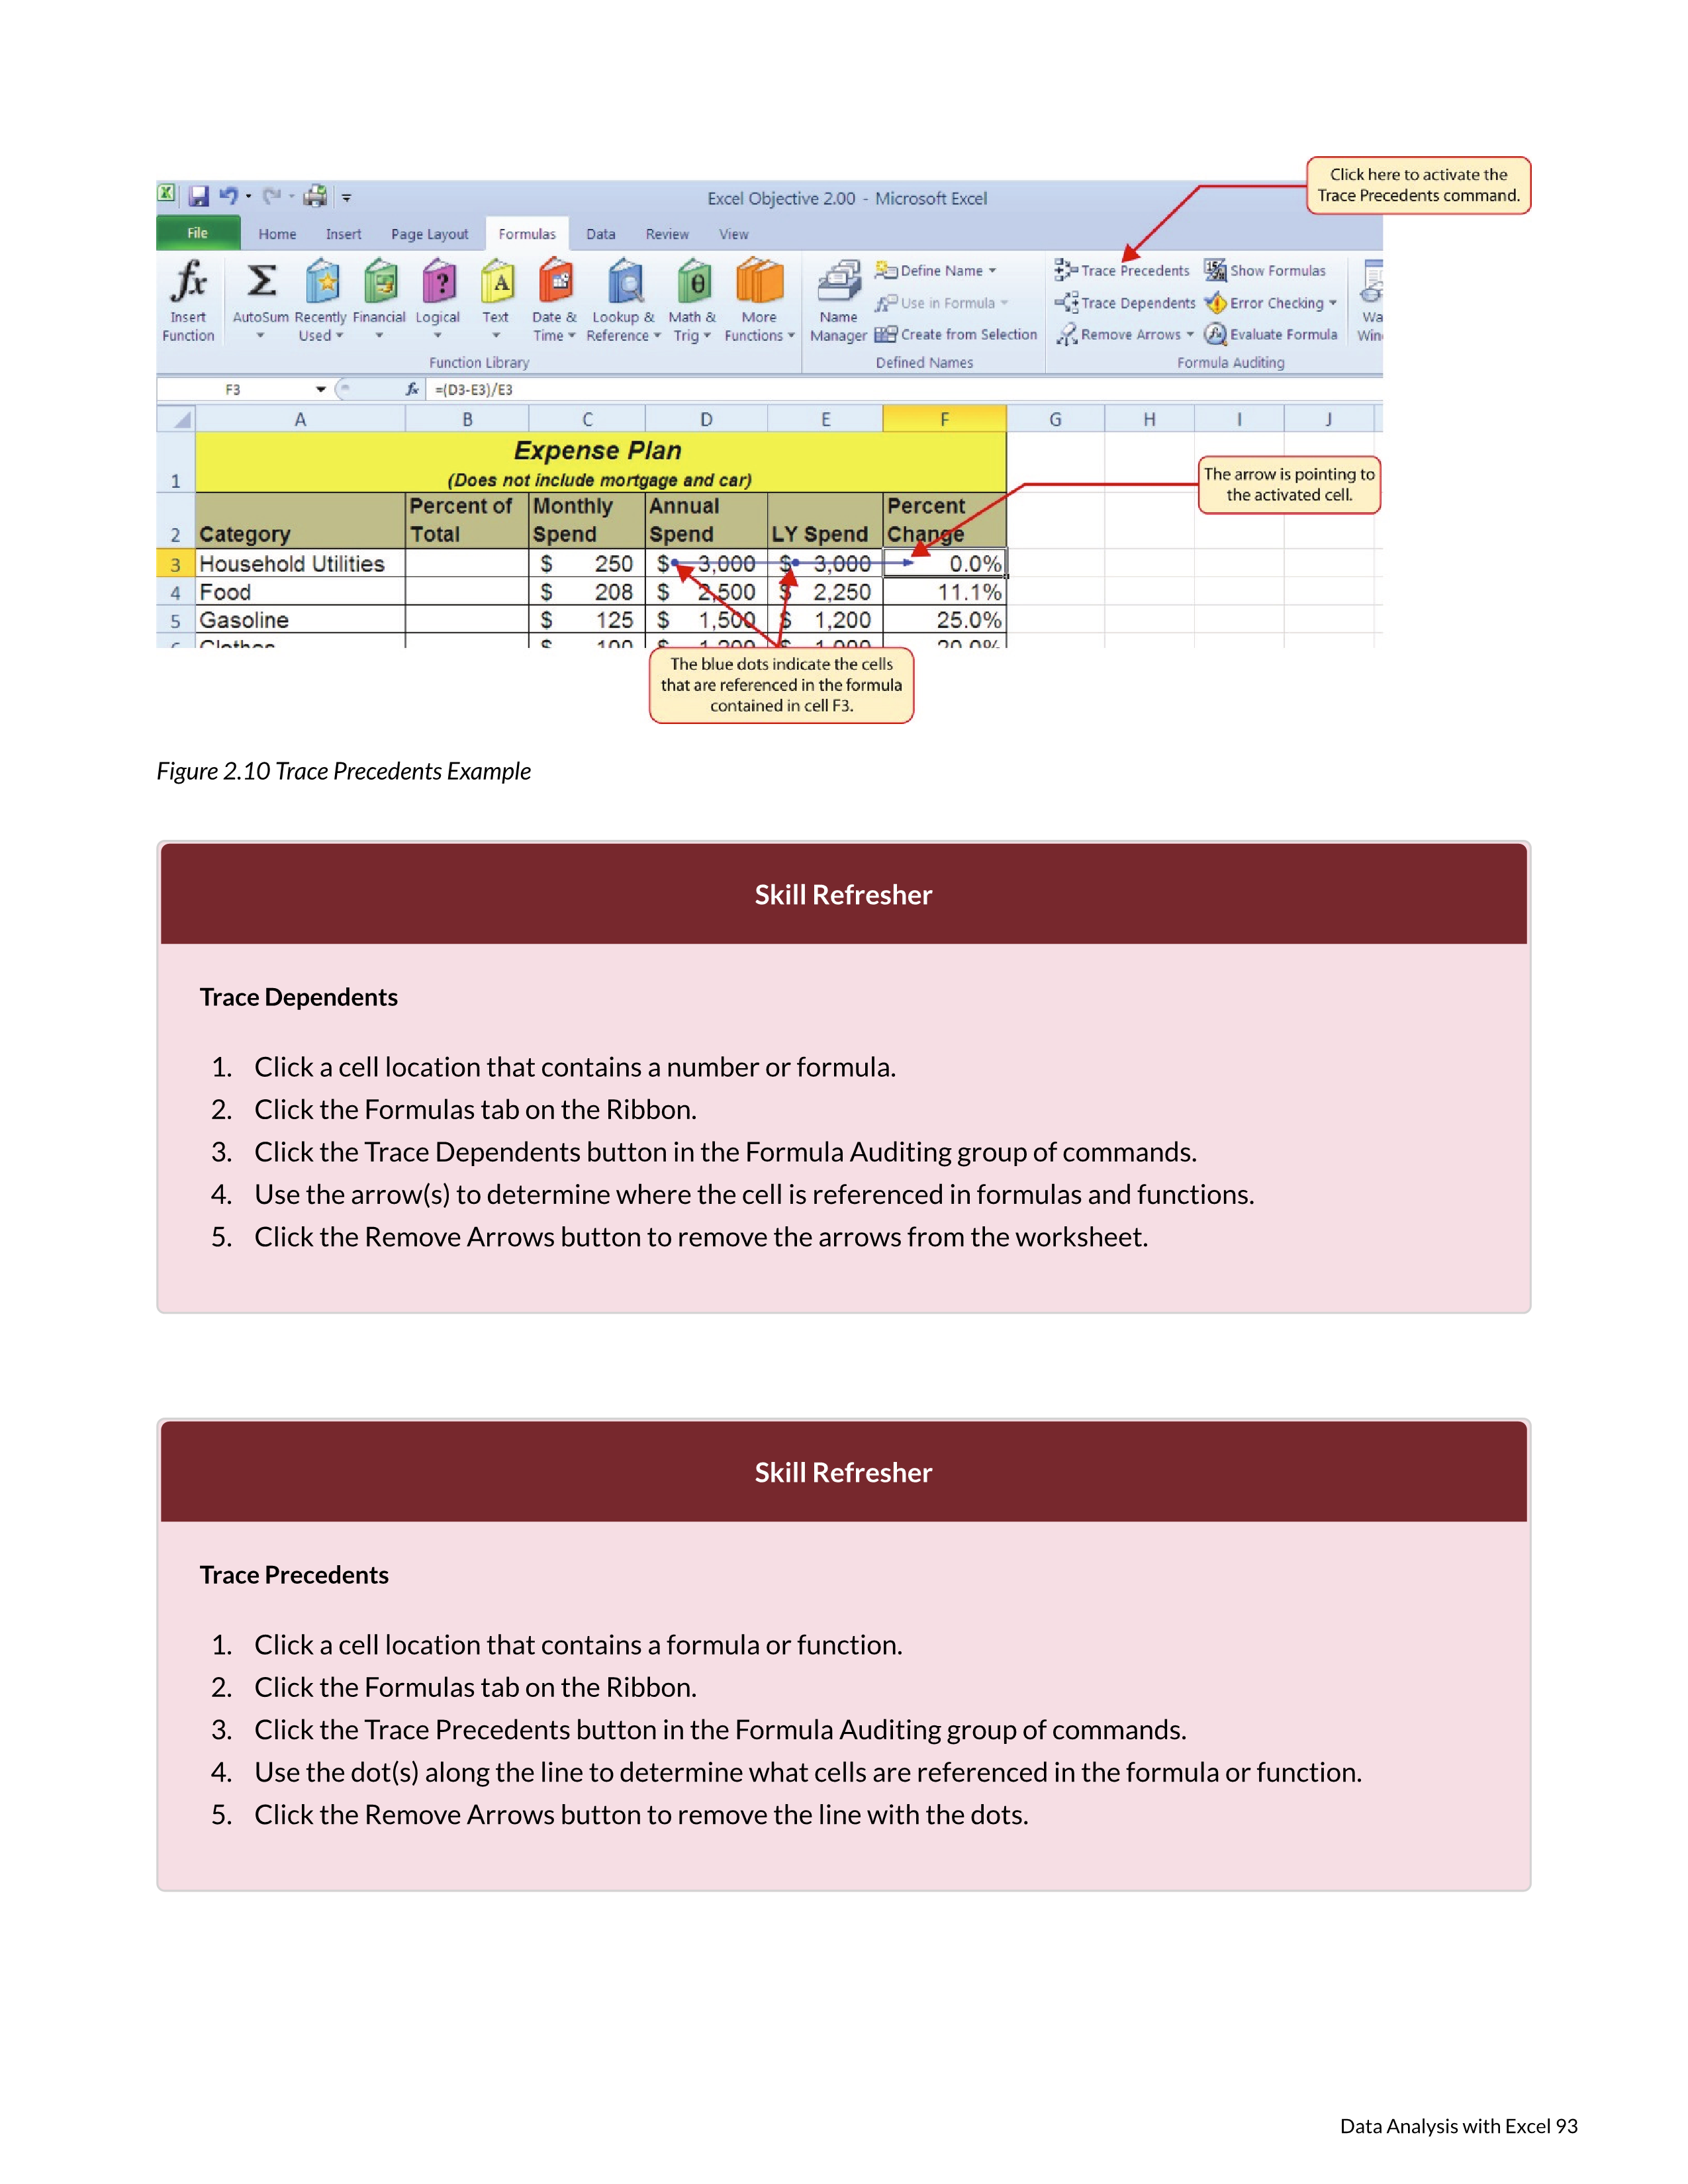 Click here to activate the
Trace Precedents command.
Excel Objective 2.00 - Microsoft Excel
File Home Insert Page Layout Formulas Data Review View
fx Σ ? A θ
Insert Function AutoSum Recently Used Financial Logical Text Date & Time Lookup & Reference Math & Trig More Functions Name Manager
Define Name
Use in Formula
Create from Selection
Trace Precedents Show Formulas
Trace Dependents Error Checking
Remove Arrows Evaluate Formula
Function Library Defined Names Formula Auditing
F3 fx =(D3-E3)/E3
A B C D E F G H I J
Expense Plan
1 (Does not include mortgage and car)
Percent of Monthly Annual Percent
2 Category Total Spend Spend LY Spend Change
The arrow is pointing to
the activated cell.
3 Household Utilities $ 250 $ 3,000 $ 3,000 0.0%
4 Food $ 208 $ 2,500 $ 2,250 11.1%
5 Gasoline $ 125 $ 1,500 $ 1,200 25.0%
6 Clothes $ 100 $ 1,200 $ 1,000 20.0%
The blue dots indicate the cells
that are referenced in the formula
contained in cell F3.
Figure 2.10 Trace Precedents Example
Skill Refresher
Trace Dependents
1. Click a cell location that contains a number or formula.
2. Click the Formulas tab on the Ribbon.
3. Click the Trace Dependents button in the Formula Auditing group of commands.
4. Use the arrow(s) to determine where the cell is referenced in formulas and functions.
5. Click the Remove Arrows button to remove the arrows from the worksheet.
Skill Refresher
Trace Precedents
1. Click a cell location that contains a formula or function.
2. Click the Formulas tab on the Ribbon.
3. Click the Trace Precedents button in the Formula Auditing group of commands.
4. Use the dot(s) along the line to determine what cells are referenced in the formula or function.
5. Click the Remove Arrows button to remove the line with the dots.
Data Analysis with Excel 93